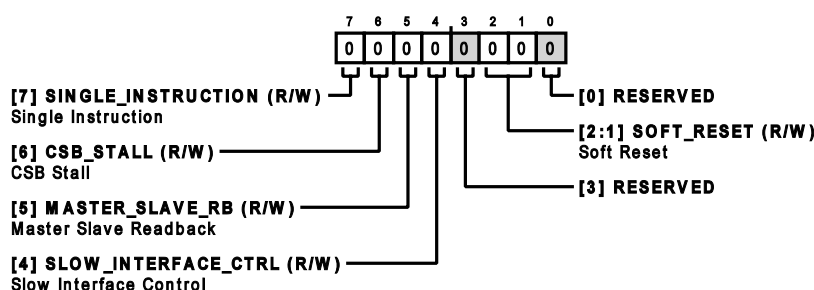 7 6 5 4 3 2 1 0
0 0 0 0 0 0 0 0
[7] SINGLE_INSTRUCTION (R/W)
Single Instruction
[6] CSB_STALL (R/W)
CSB Stall
[5] MASTER_SLAVE_RB (R/W)
Master Slave Readback
[4] SLOW_INTERFACE_CTRL (R/W)
Slow Interface Control
[0] RESERVED
[2:1] SOFT_RESET (R/W)
Soft Reset
[3] RESERVED